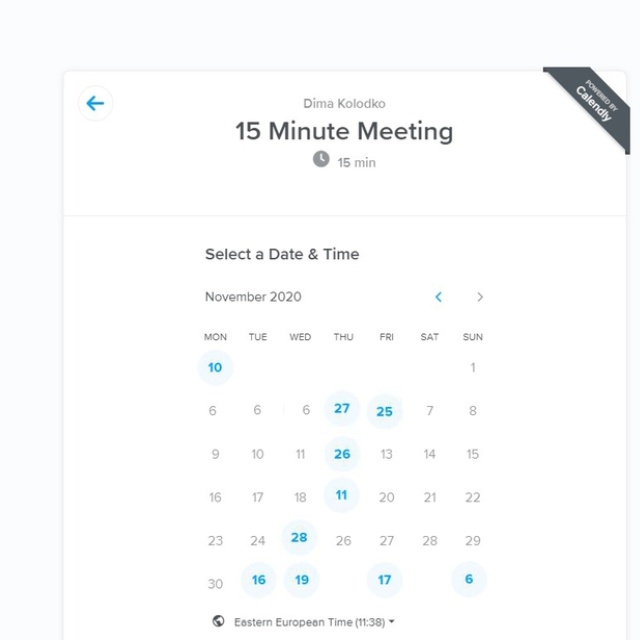 POWERED BY
Calendly
Dima Kolodko
15 Minute Meeting
15 min
Select a Date & Time
November 2020
MON TUE WED THU FRI SAT SUN
10 1
6 6 6 27 25 7 8
9 10 11 26 13 14 15
16 17 18 11 20 21 22
23 24 28 26 27 28 29
30 16 19 17 6
Eastern European Time (11:38)